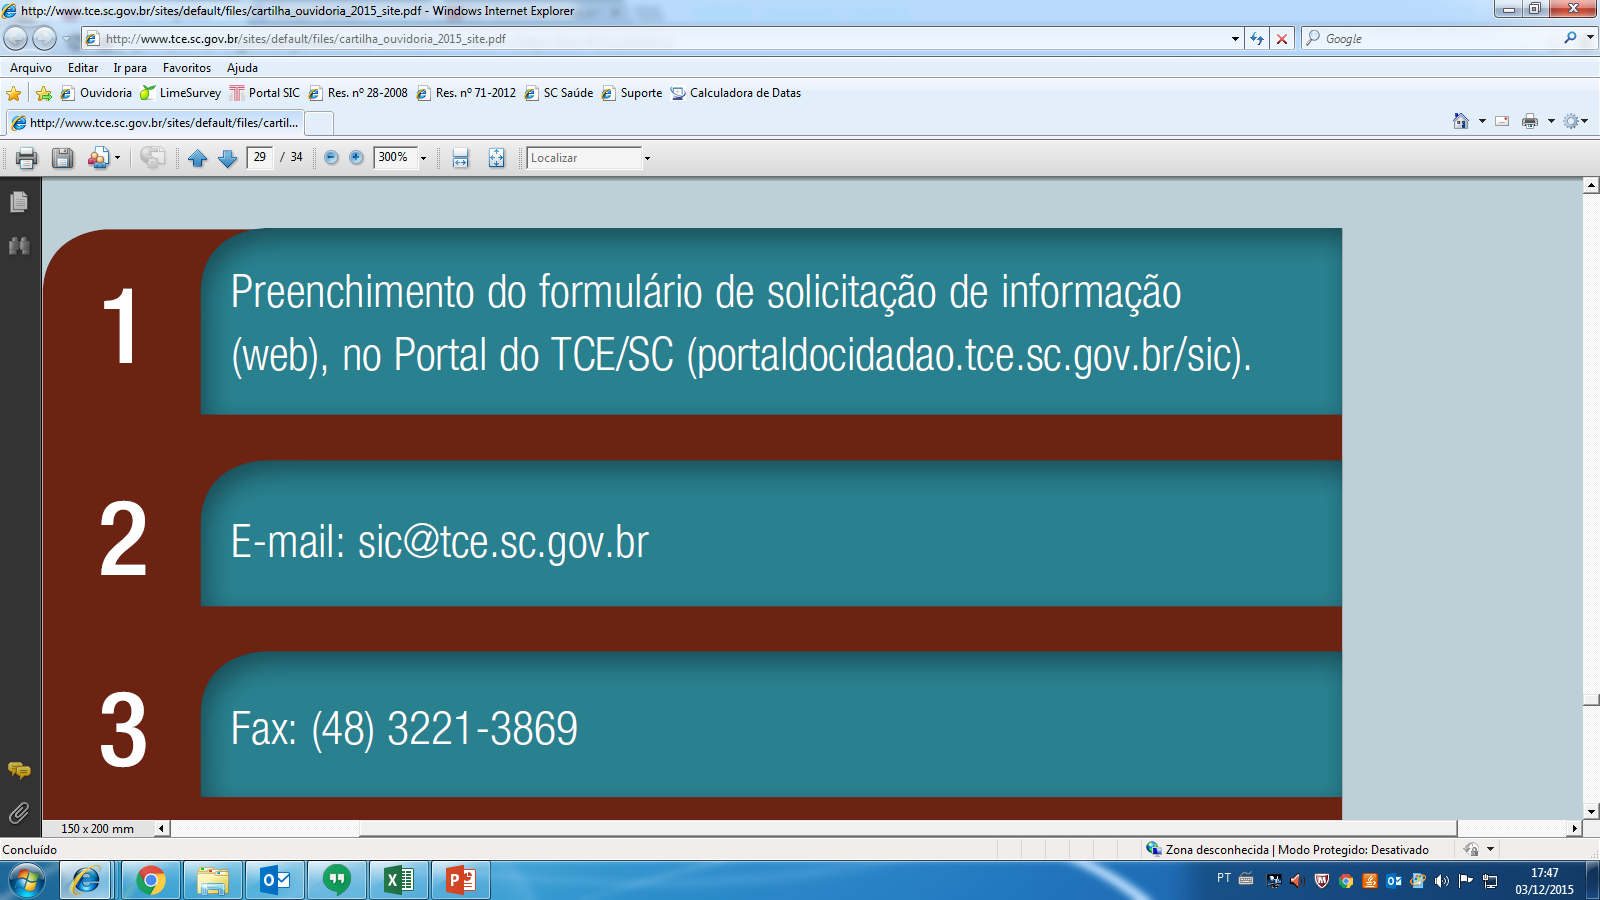 http://www.tce.sc.gov.br/sites/default/files/cartilha_ouvidoria_2015_site.pdf - Windows Internet Explorer
http://www.tce.sc.gov.br/sites/default/files/cartilha_ouvidoria_2015_site.pdf
Google
Arquivo Editar Ir para Favoritos Ajuda
Ouvidoria LimeSurvey Portal SIC Res. nº 28-2008 Res. nº 71-2012 SC Saúde Suporte Calculadora de Datas
http://www.tce.sc.gov.br/sites/default/files/cartil...
29 / 34 300% Localizar
1
Preenchimento do formulário de solicitação de informação
(web), no Portal do TCE/SC (portaldocidadao.tce.sc.gov.br/sic).
2
E-mail: sic@tce.sc.gov.br
3
Fax: (48) 3221-3869
150 x 200 mm
Concluído
Zona desconhecida | Modo Protegido: Desativado
PT
17:47
03/12/2015